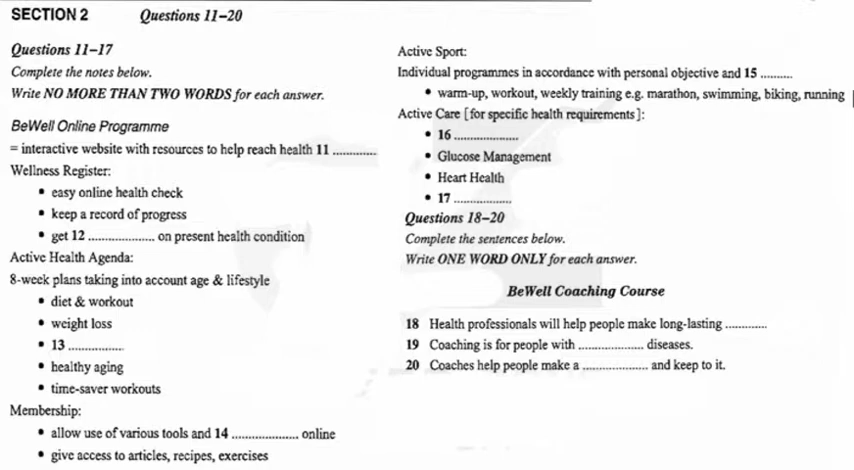 SECTION 2 Questions 11–20
Questions 11–17
Complete the notes below.
Write NO MORE THAN TWO WORDS for each answer.
BeWell Online Programme
= interactive website with resources to help reach health 11 .............
Wellness Register:
• easy online health check
• keep a record of progress
• get 12 .................... on present health condition
Active Health Agenda:
8-week plans taking into account age & lifestyle
• diet & workout
• weight loss
• 13 .................
• healthy aging
• time-saver workouts
Membership:
• allow use of various tools and 14 .................... online
• give access to articles, recipes, exercises
Active Sport:
Individual programmes in accordance with personal objective and 15 ..........
• warm-up, workout, weekly training e.g. marathon, swimming, biking, running
Active Care [for specific health requirements]:
• 16 ....................
• Glucose Management
• Heart Health
• 17 ..................
Questions 18–20
Complete the sentences below.
Write ONE WORD ONLY for each answer.
BeWell Coaching Course
18 Health professionals will help people make long-lasting .............
19 Coaching is for people with .................... diseases.
20 Coaches help people make a .................... and keep to it.